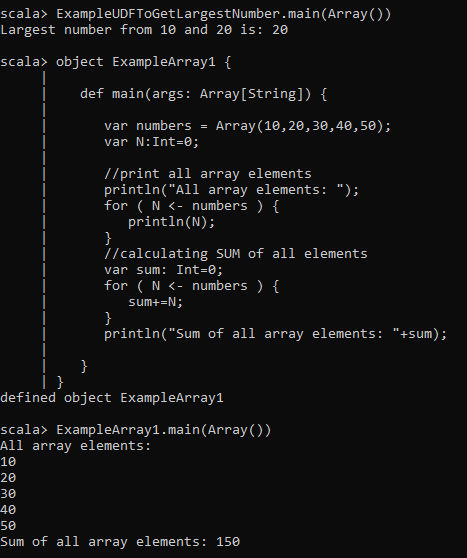 scala> ExampleUDFToGetLargestNumber.main(Array())
Largest number from 10 and 20 is: 20
scala> object ExampleArray1 {
     |
     |    def main(args: Array[String]) {
     |
     |       var numbers = Array(10,20,30,40,50);
     |       var N:Int=0;
     |
     |       //print all array elements
     |       println("All array elements: ");
     |       for ( N <- numbers ) {
     |          println(N);
     |       }
     |       //calculating SUM of all elements
     |       var sum: Int=0;
     |       for ( N <- numbers ) {
     |          sum+=N;
     |       }
     |       println("Sum of all array elements: "+sum);
     |
     |    }
     | }
defined object ExampleArray1
scala> ExampleArray1.main(Array())
All array elements:
10
20
30
40
50
Sum of all array elements: 150